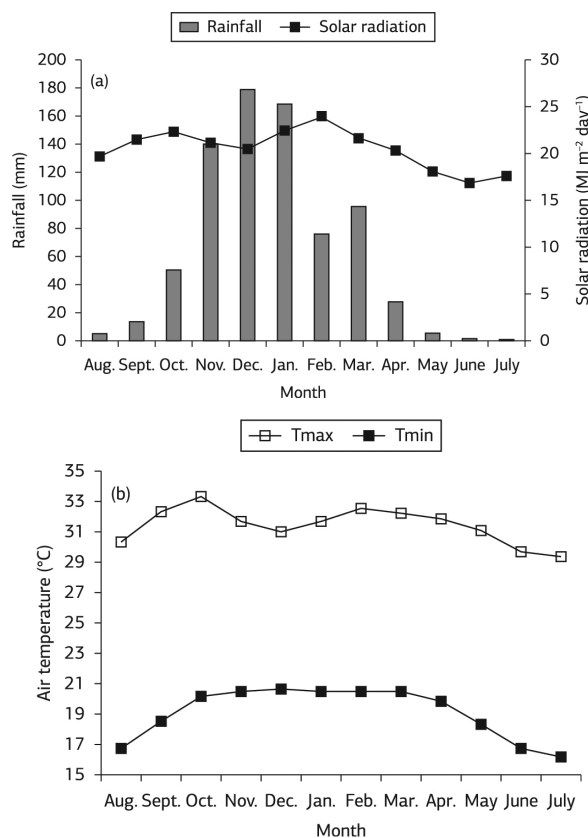 Rainfall Solar radiation
(a)
Rainfall (mm)
200
180
160
140
120
100
80
60
40
20
0
30
25
20
15
10
5
0
Solar radiation (MJ m⁻² day⁻¹)
Aug. Sept. Oct. Nov. Dec. Jan. Feb. Mar. Apr. May June July
Month
Tmax Tmin
(b)
Air temperature (°C)
35
33
31
29
27
25
23
21
19
17
15
Aug. Sept. Oct. Nov. Dec. Jan. Feb. Mar. Apr. May June July
Month